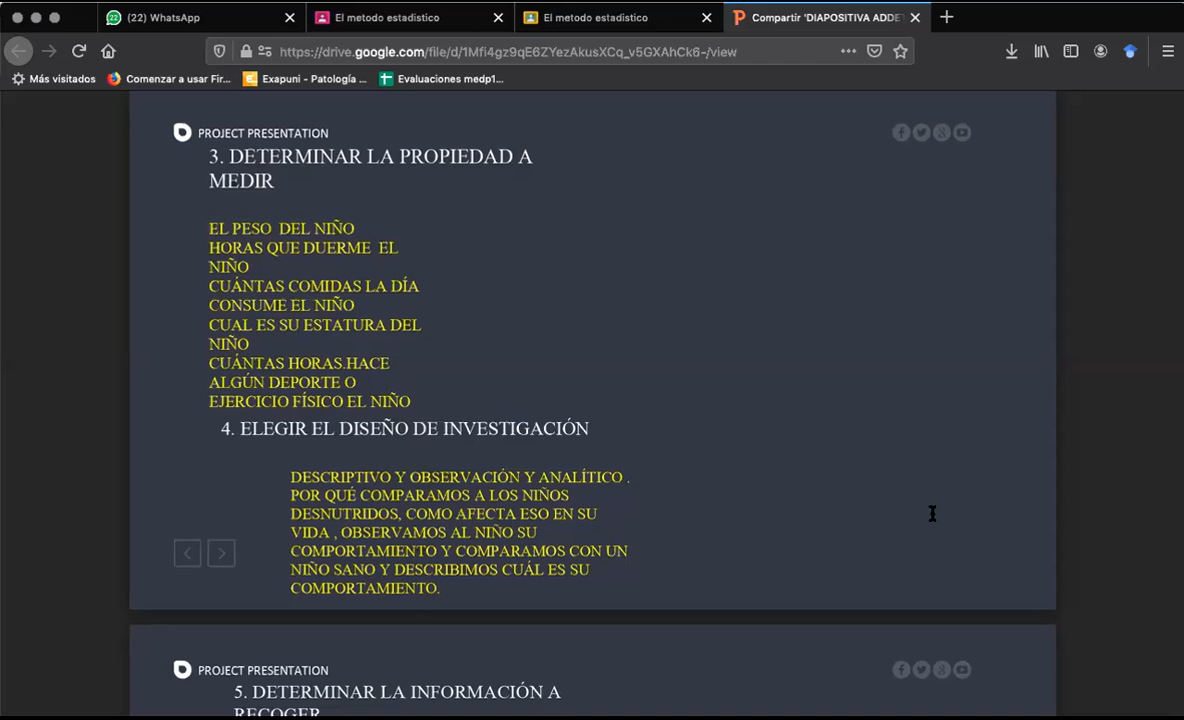 (22) WhatsApp
El metodo estadistico
El metodo estadistico
Compartir 'DIAPOSITIVA ADDET
https://drive.google.com/file/d/1Mfi4gz9qE6ZYezAkusXCq_v5GXAhCk6-/view
Más visitados
Comenzar a usar Fir...
Exapuni - Patología ...
Evaluaciones medp1...
PROJECT PRESENTATION
3. DETERMINAR LA PROPIEDAD A
MEDIR
EL PESO DEL NIÑO
HORAS QUE DUERME EL
NIÑO
CUÁNTAS COMIDAS LA DÍA
CONSUME EL NIÑO
CUAL ES SU ESTATURA DEL
NIÑO
CUÁNTAS HORAS.HACE
ALGÚN DEPORTE O
EJERCICIO FÍSICO EL NIÑO
4. ELEGIR EL DISEÑO DE INVESTIGACIÓN
DESCRIPTIVO Y OBSERVACIÓN Y ANALÍTICO .
POR QUÉ COMPARAMOS A LOS NIÑOS
DESNUTRIDOS, COMO AFECTA ESO EN SU
VIDA , OBSERVAMOS AL NIÑO SU
COMPORTAMIENTO Y COMPARAMOS CON UN
NIÑO SANO Y DESCRIBIMOS CUÁL ES SU
COMPORTAMIENTO.
PROJECT PRESENTATION
5. DETERMINAR LA INFORMACIÓN A
RECOGER